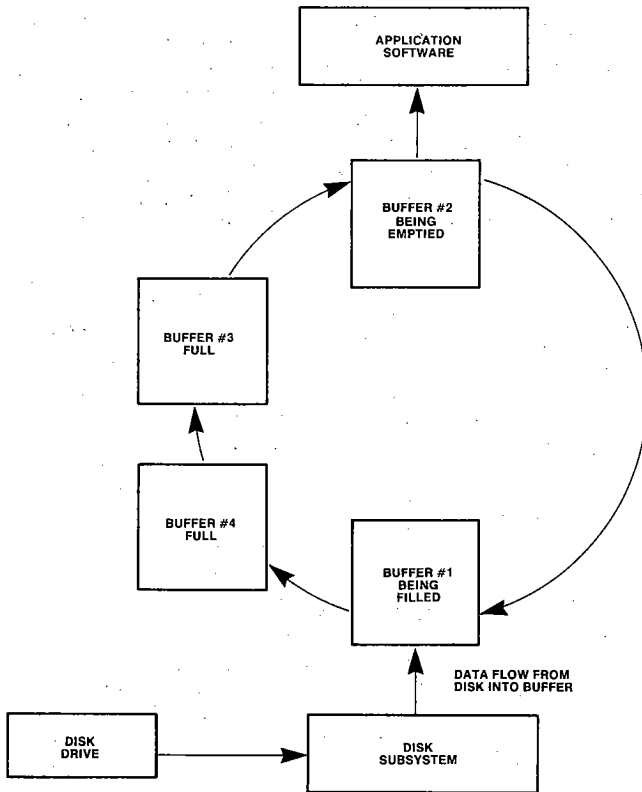 APPLICATION
SOFTWARE
BUFFER #2
BEING
EMPTIED
BUFFER #3
FULL
BUFFER #4
FULL
BUFFER #1
BEING
FILLED
DATA FLOW FROM
DISK INTO BUFFER
DISK
DRIVE
DISK
SUBSYSTEM